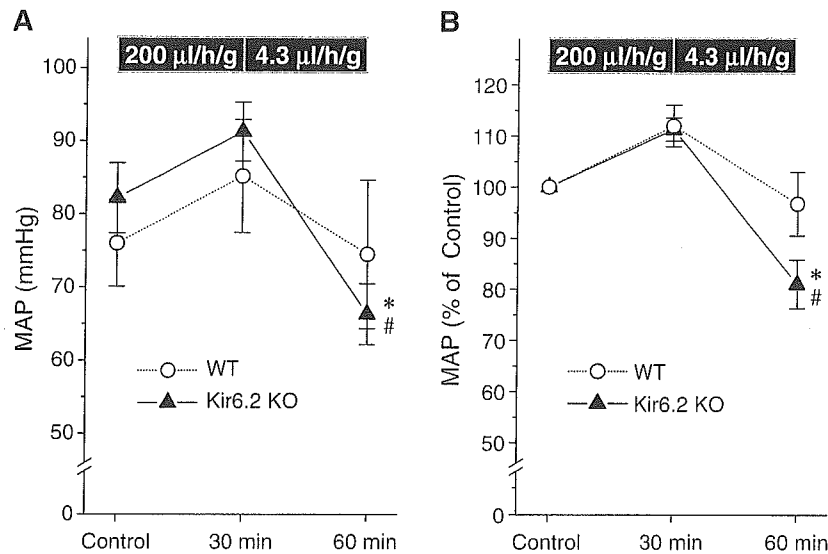 A
200 µl/h/g 4.3 µl/h/g
100
90
80
70
60
50
0
MAP (mmHg)
*
#
WT
Kir6.2 KO
Control 30 min 60 min
B
200 µl/h/g 4.3 µl/h/g
120
110
100
90
80
70
60
50
0
MAP (% of Control)
*
#
WT
Kir6.2 KO
Control 30 min 60 min